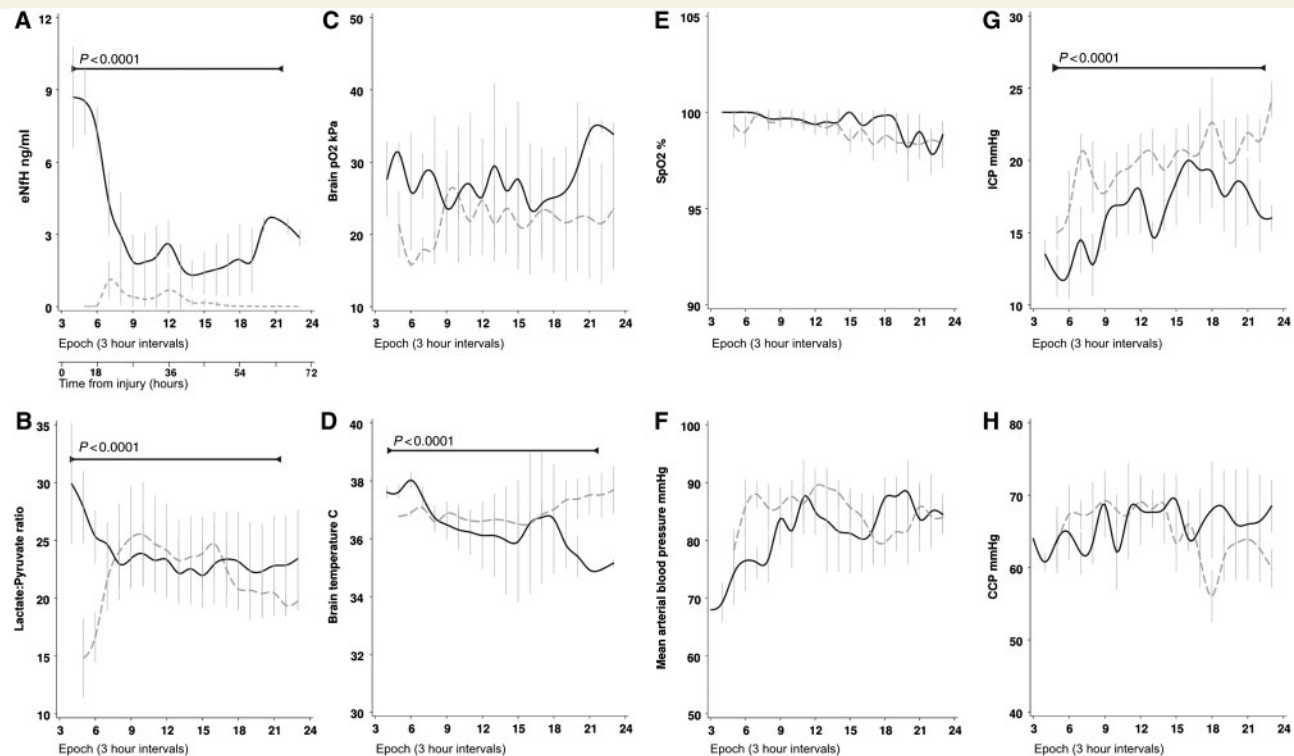 A
12
9
6
3
0
eNfH ng/ml
P < 0.0001
3 6 9 12 15 18 21 24
Epoch (3 hour intervals)
0 18 36 54 72
Time from injury (hours)
C
50
40
30
20
10
Brain pO2 kPa
3 6 9 12 15 18 21 24
Epoch (3 hour intervals)
E
105
100
95
90
SpO2 %
3 6 9 12 15 18 21 24
Epoch (3 hour intervals)
G
30
25
20
15
10
ICP mmHg
P < 0.0001
3 6 9 12 15 18 21 24
Epoch (3 hour intervals)
B
35
30
25
20
15
10
Lactate:Pyruvate ratio
P < 0.0001
3 6 9 12 15 18 21 24
Epoch (3 hour intervals)
D
40
38
36
34
32
30
Brain temperature C
P < 0.0001
3 6 9 12 15 18 21 24
Epoch (3 hour intervals)
F
100
90
80
70
60
50
Mean arterial blood pressure mmHg
3 6 9 12 15 18 21 24
Epoch (3 hour intervals)
H
80
70
60
50
40
CCP mmHg
3 6 9 12 15 18 21 24
Epoch (3 hour intervals)